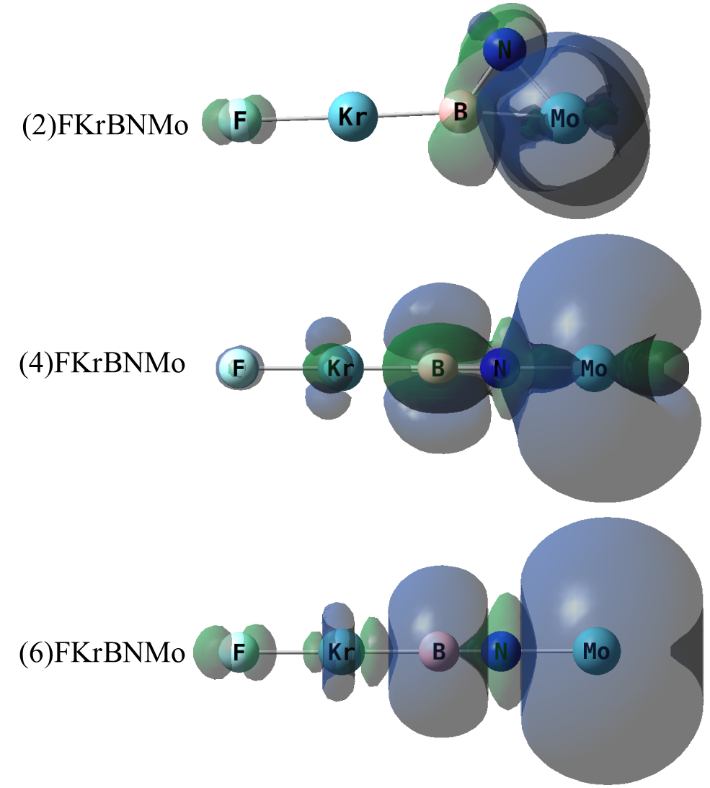 N
(2)FKrBNMo F Kr B Mo
(4)FKrBNMo F Kr B N Mo
(6)FKrBNMo F Kr B N Mo